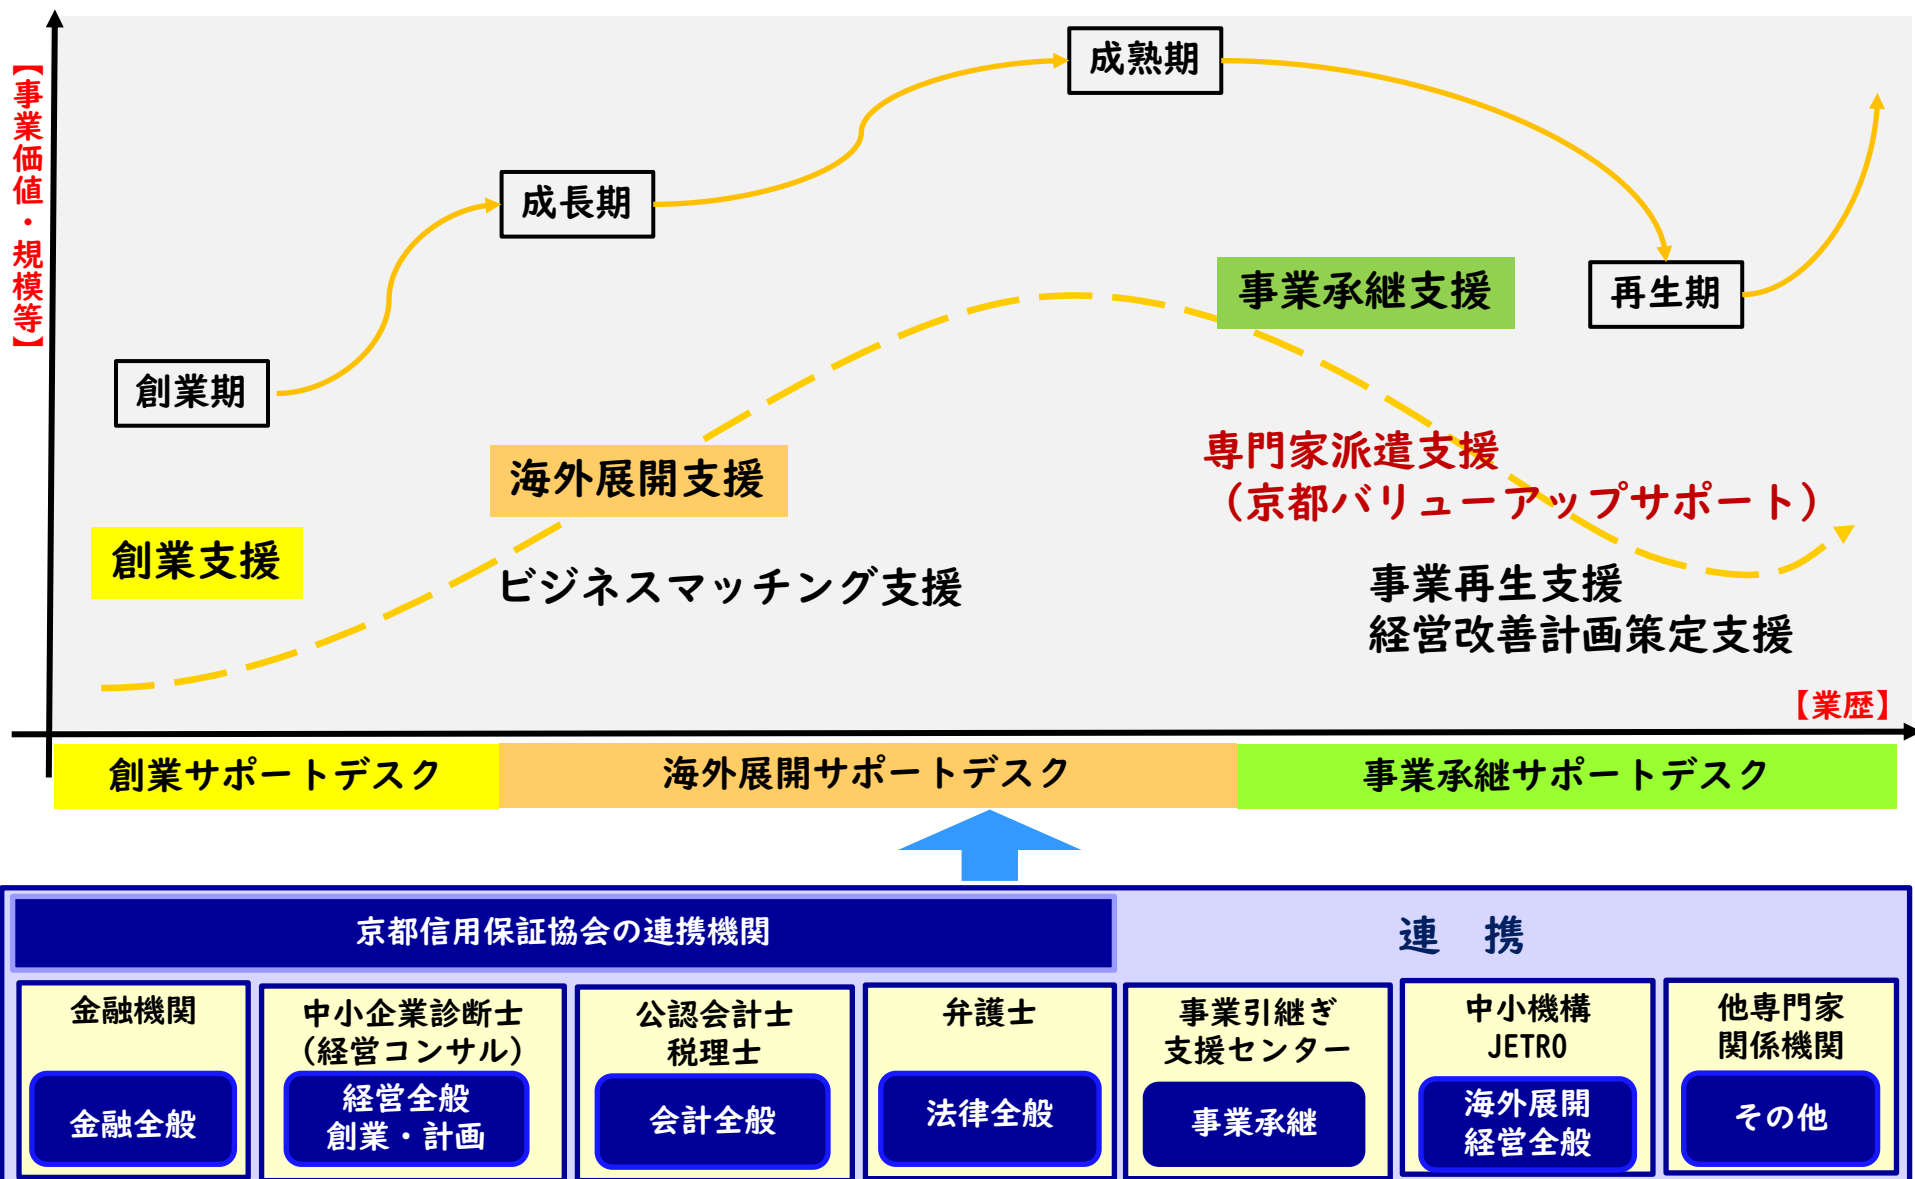 【事業価値・規模等】
成熟期
成長期
再生期
創業期
事業承継支援
海外展開支援
専門家派遣支援
（京都バリューアップサポート）
創業支援
ビジネスマッチング支援
事業再生支援
経営改善計画策定支援
【業歴】
創業サポートデスク
海外展開サポートデスク
事業承継サポートデスク
京都信用保証協会の連携機関
連　携
金融機関
金融全般
中小企業診断士
（経営コンサル）
経営全般
創業・計画
公認会計士
税理士
会計全般
弁護士
法律全般
事業引継ぎ
支援センター
事業承継
中小機構
JETRO
海外展開
経営全般
他専門家
関係機関
その他